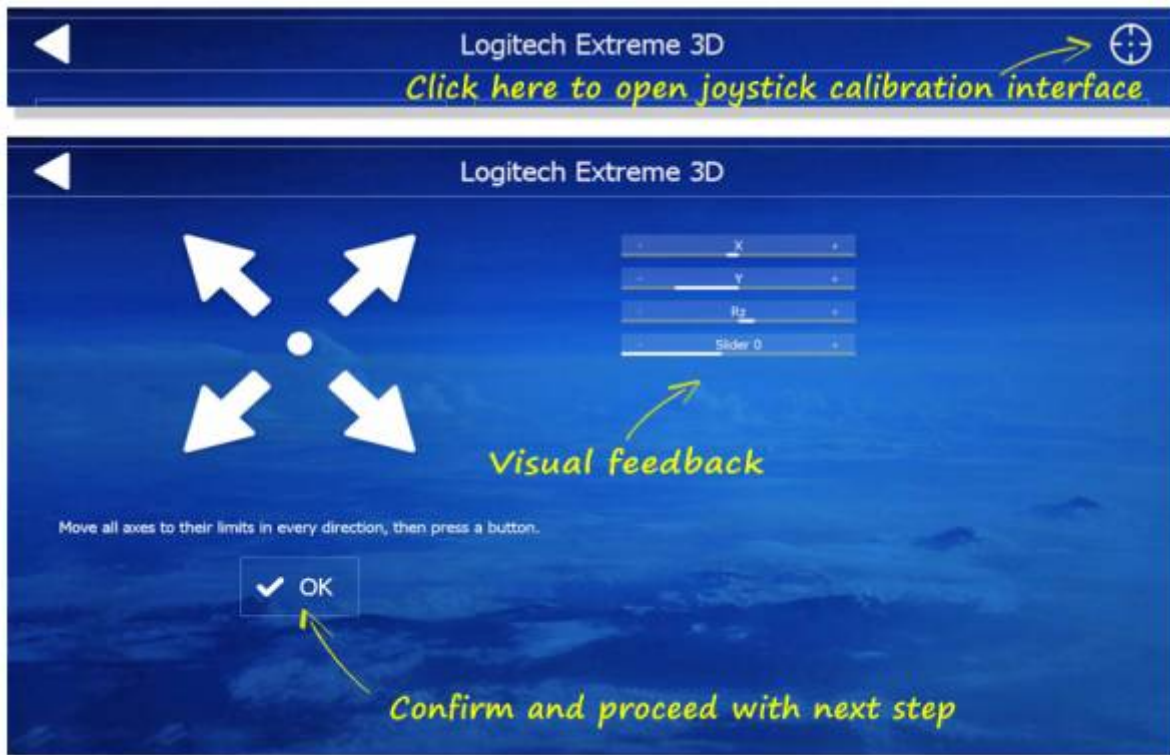 Logitech Extreme 3D
Click here to open joystick calibration interface
Logitech Extreme 3D
- X +
- Y +
- Rz +
- Slider 0 +
Visual feedback
Move all axes to their limits in every direction, then press a button.
OK
Confirm and proceed with next step